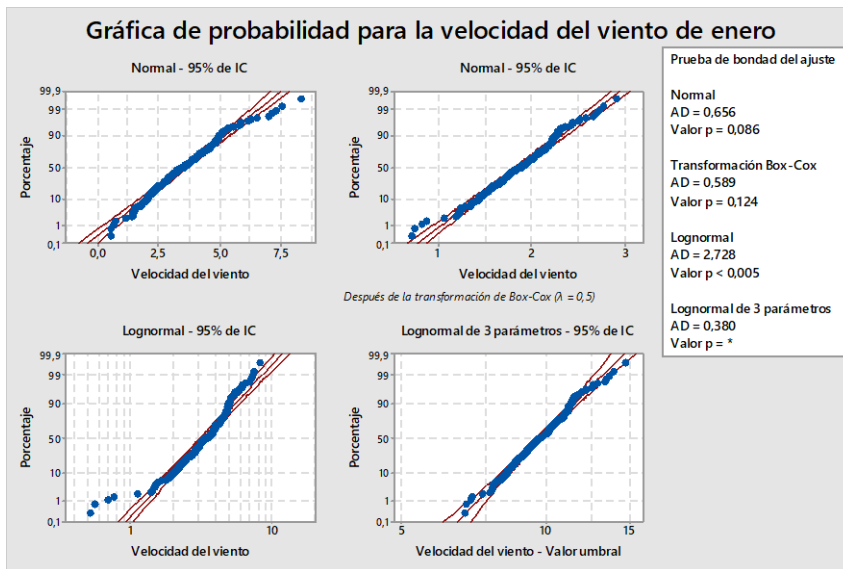 Gráfica de probabilidad para la velocidad del viento de enero
Normal - 95% de IC
99,9
99
90
50
10
1
0,1
Porcentaje
0,0
2,5
5,0
7,5
Velocidad del viento
Normal - 95% de IC
99,9
99
90
50
10
1
0,1
Porcentaje
1
2
3
Velocidad del viento
Después de la transformación de Box-Cox (λ = 0,5)
Lognormal - 95% de IC
99,9
99
90
50
10
1
0,1
Porcentaje
1
10
Velocidad del viento
Lognormal de 3 parámetros - 95% de IC
99,9
99
90
50
10
1
0,1
Porcentaje
5
10
15
Velocidad del viento - Valor umbral
Prueba de bondad del ajuste
Normal
AD = 0,656
Valor p = 0,086
Transformación Box-Cox
AD = 0,589
Valor p = 0,124
Lognormal
AD = 2,728
Valor p < 0,005
Lognormal de 3 parámetros
AD = 0,380
Valor p = *